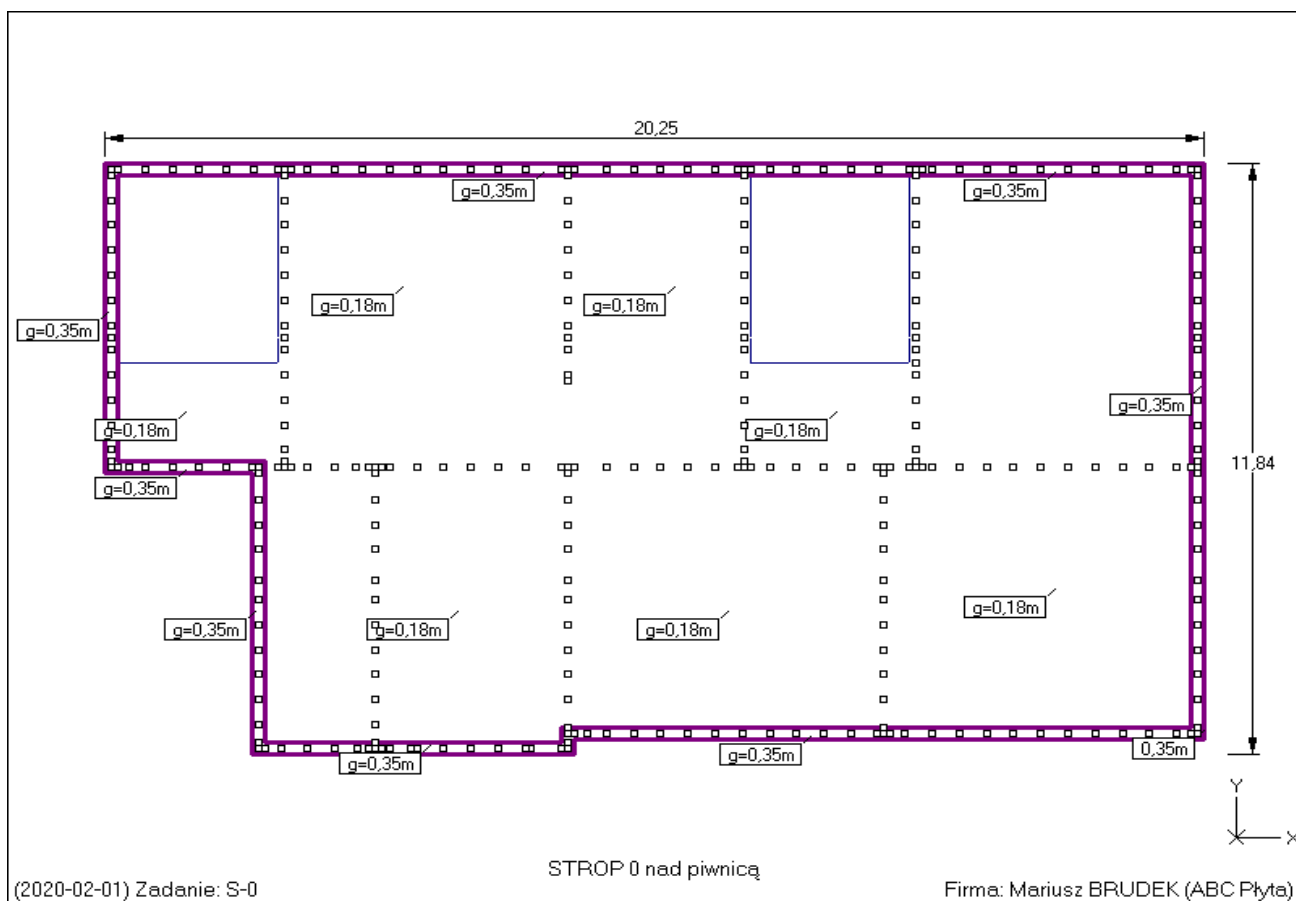 20,25
g=0,35m
g=0,35m
g=0,18m
g=0,18m
g=0,35m
g=0,35m
g=0,18m
g=0,18m
11,84
g=0,35m
g=0,18m
g=0,35m
g=0,18m
g=0,18m
0,35m
g=0,35m
g=0,35m
Y
X
STROP 0 nad piwnicą
(2020-02-01) Zadanie: S-0
Firma: Mariusz BRUDEK (ABC Płyta)